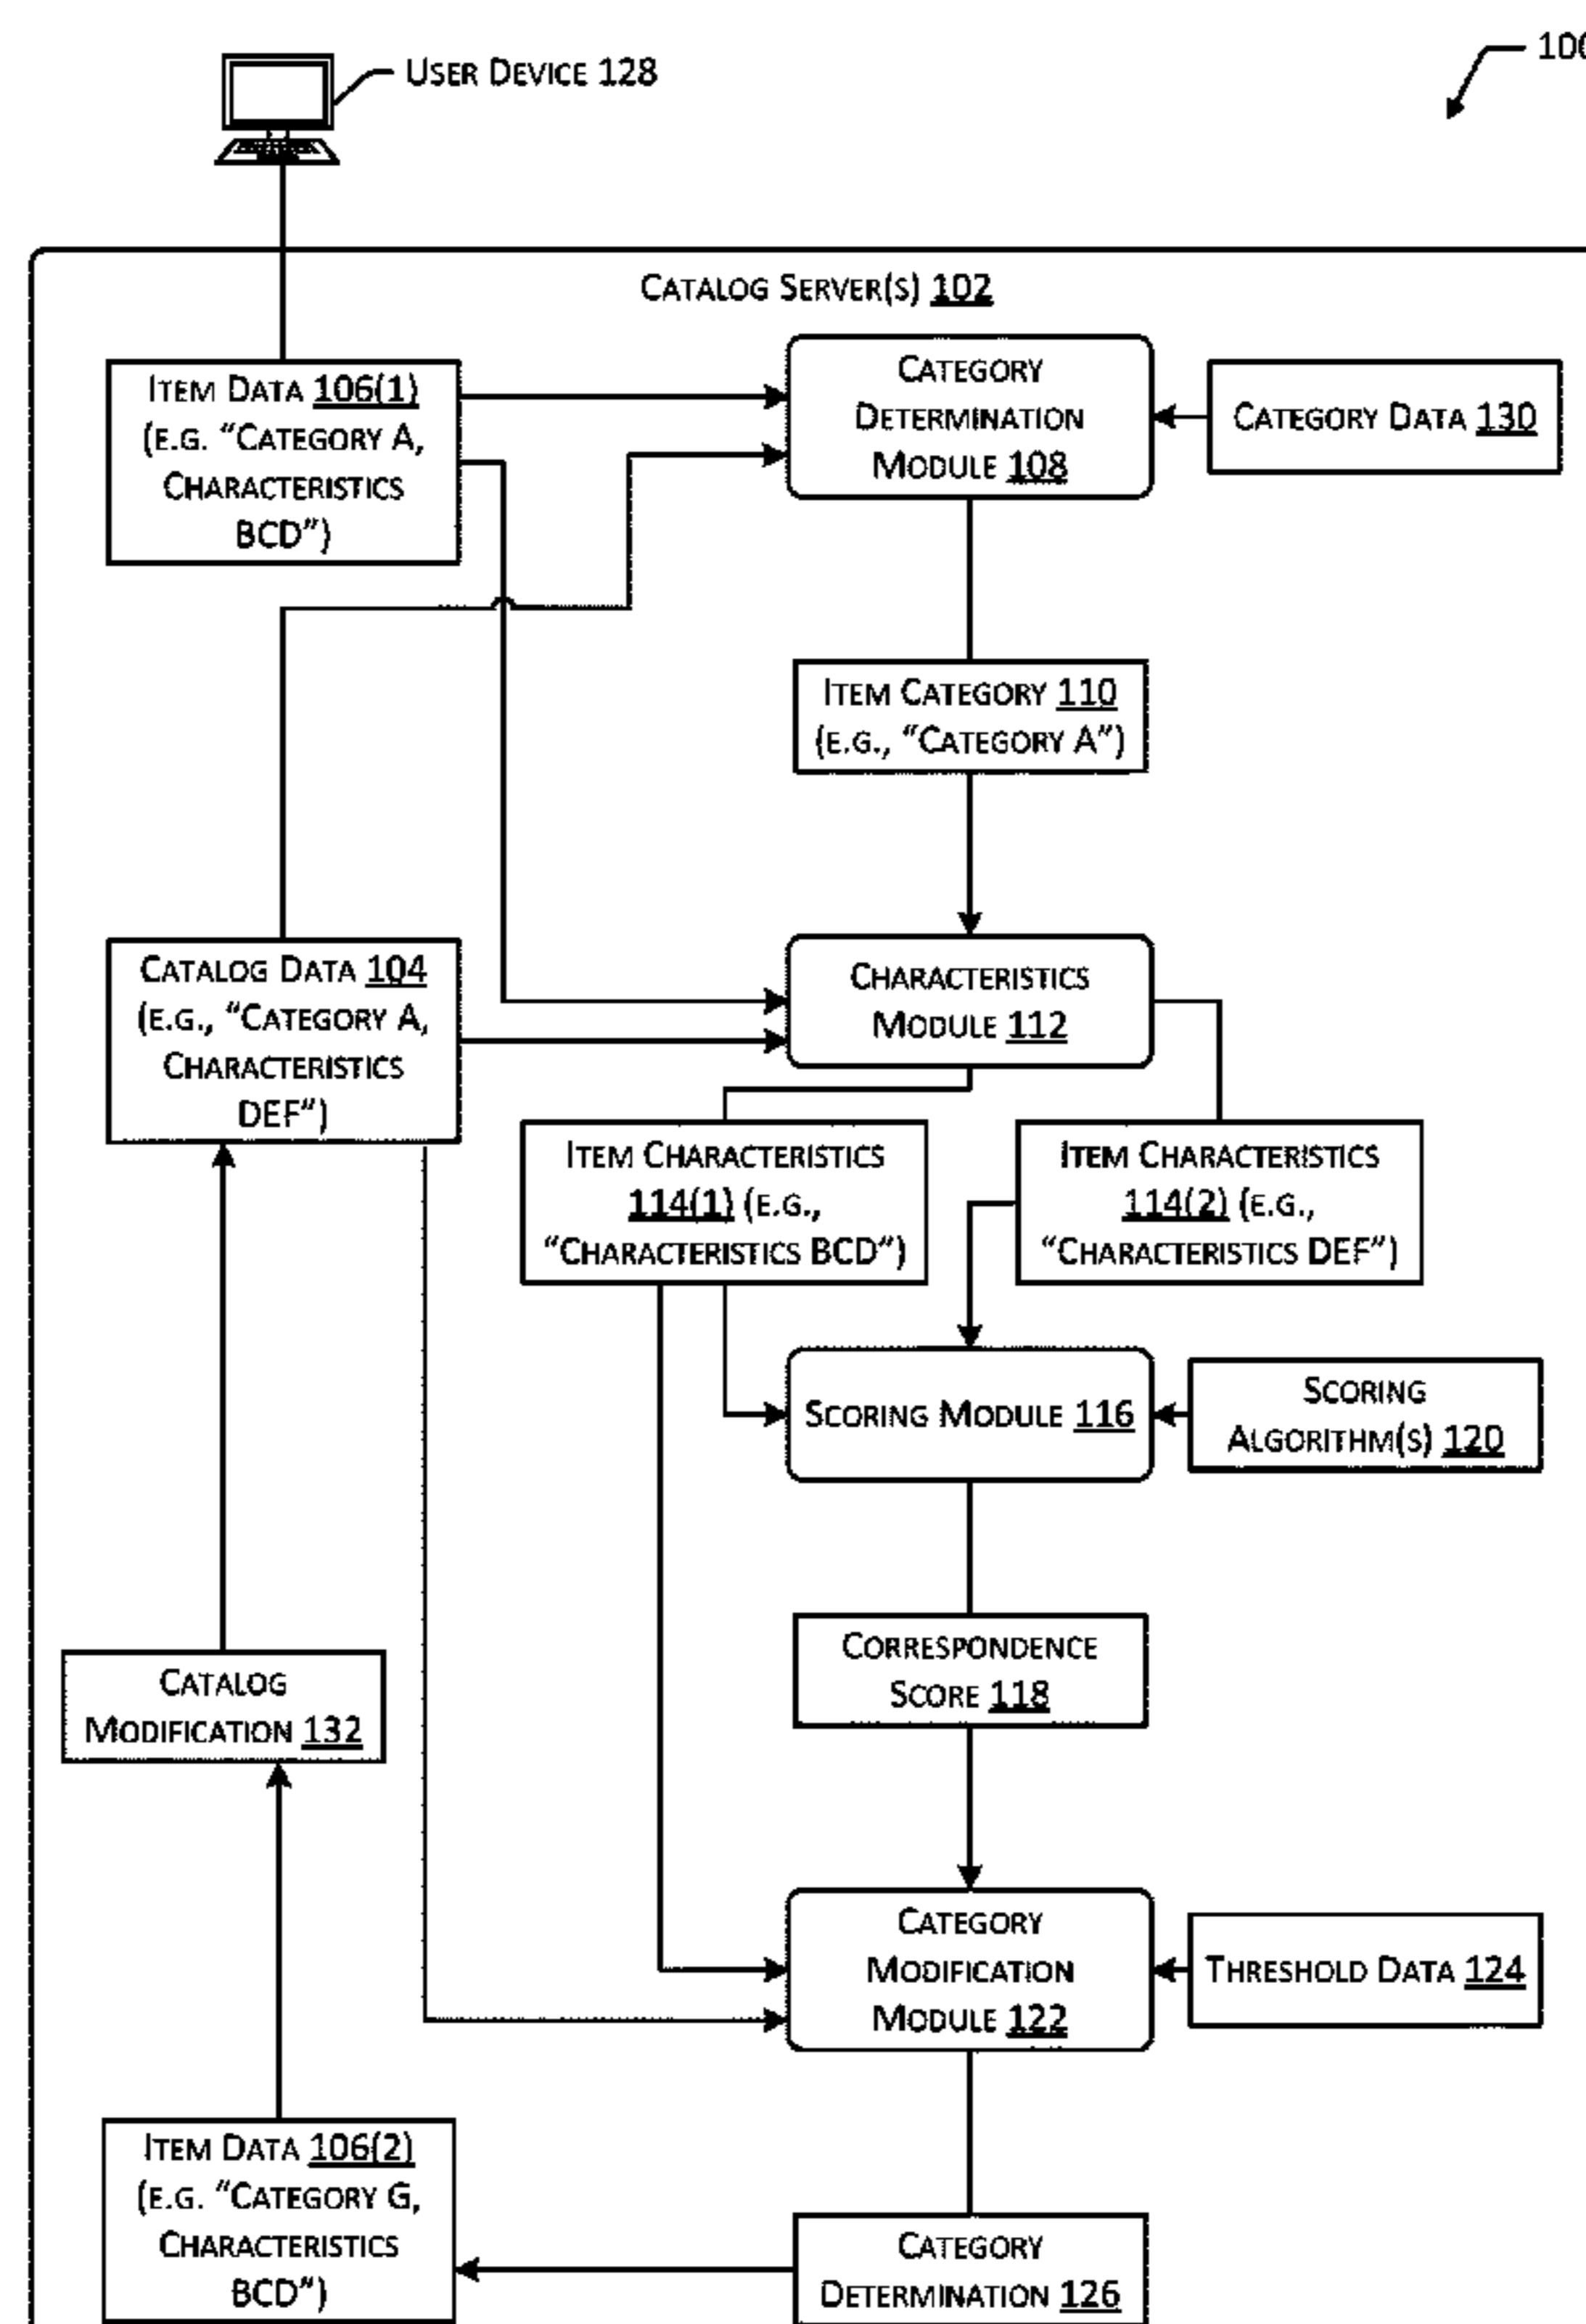 USER DEVICE 128
100
CATALOG SERVER(S) 102
ITEM DATA 106(1)
(E.G. "CATEGORY A,
CHARACTERISTICS
BCD")
CATEGORY
DETERMINATION
MODULE 108
CATEGORY DATA 130
ITEM CATEGORY 110
(E.G., "CATEGORY A")
CATALOG DATA 104
(E.G., "CATEGORY A,
CHARACTERISTICS
DEF")
CHARACTERISTICS
MODULE 112
ITEM CHARACTERISTICS
114(1) (E.G.,
"CHARACTERISTICS BCD")
ITEM CHARACTERISTICS
114(2) (E.G.,
"CHARACTERISTICS DEF")
SCORING MODULE 116
SCORING
ALGORITHM(S) 120
CORRESPONDENCE
SCORE 118
CATALOG
MODIFICATION 132
CATEGORY
MODIFICATION
MODULE 122
THRESHOLD DATA 124
ITEM DATA 106(2)
(E.G. "CATEGORY G,
CHARACTERISTICS
BCD")
CATEGORY
DETERMINATION 126